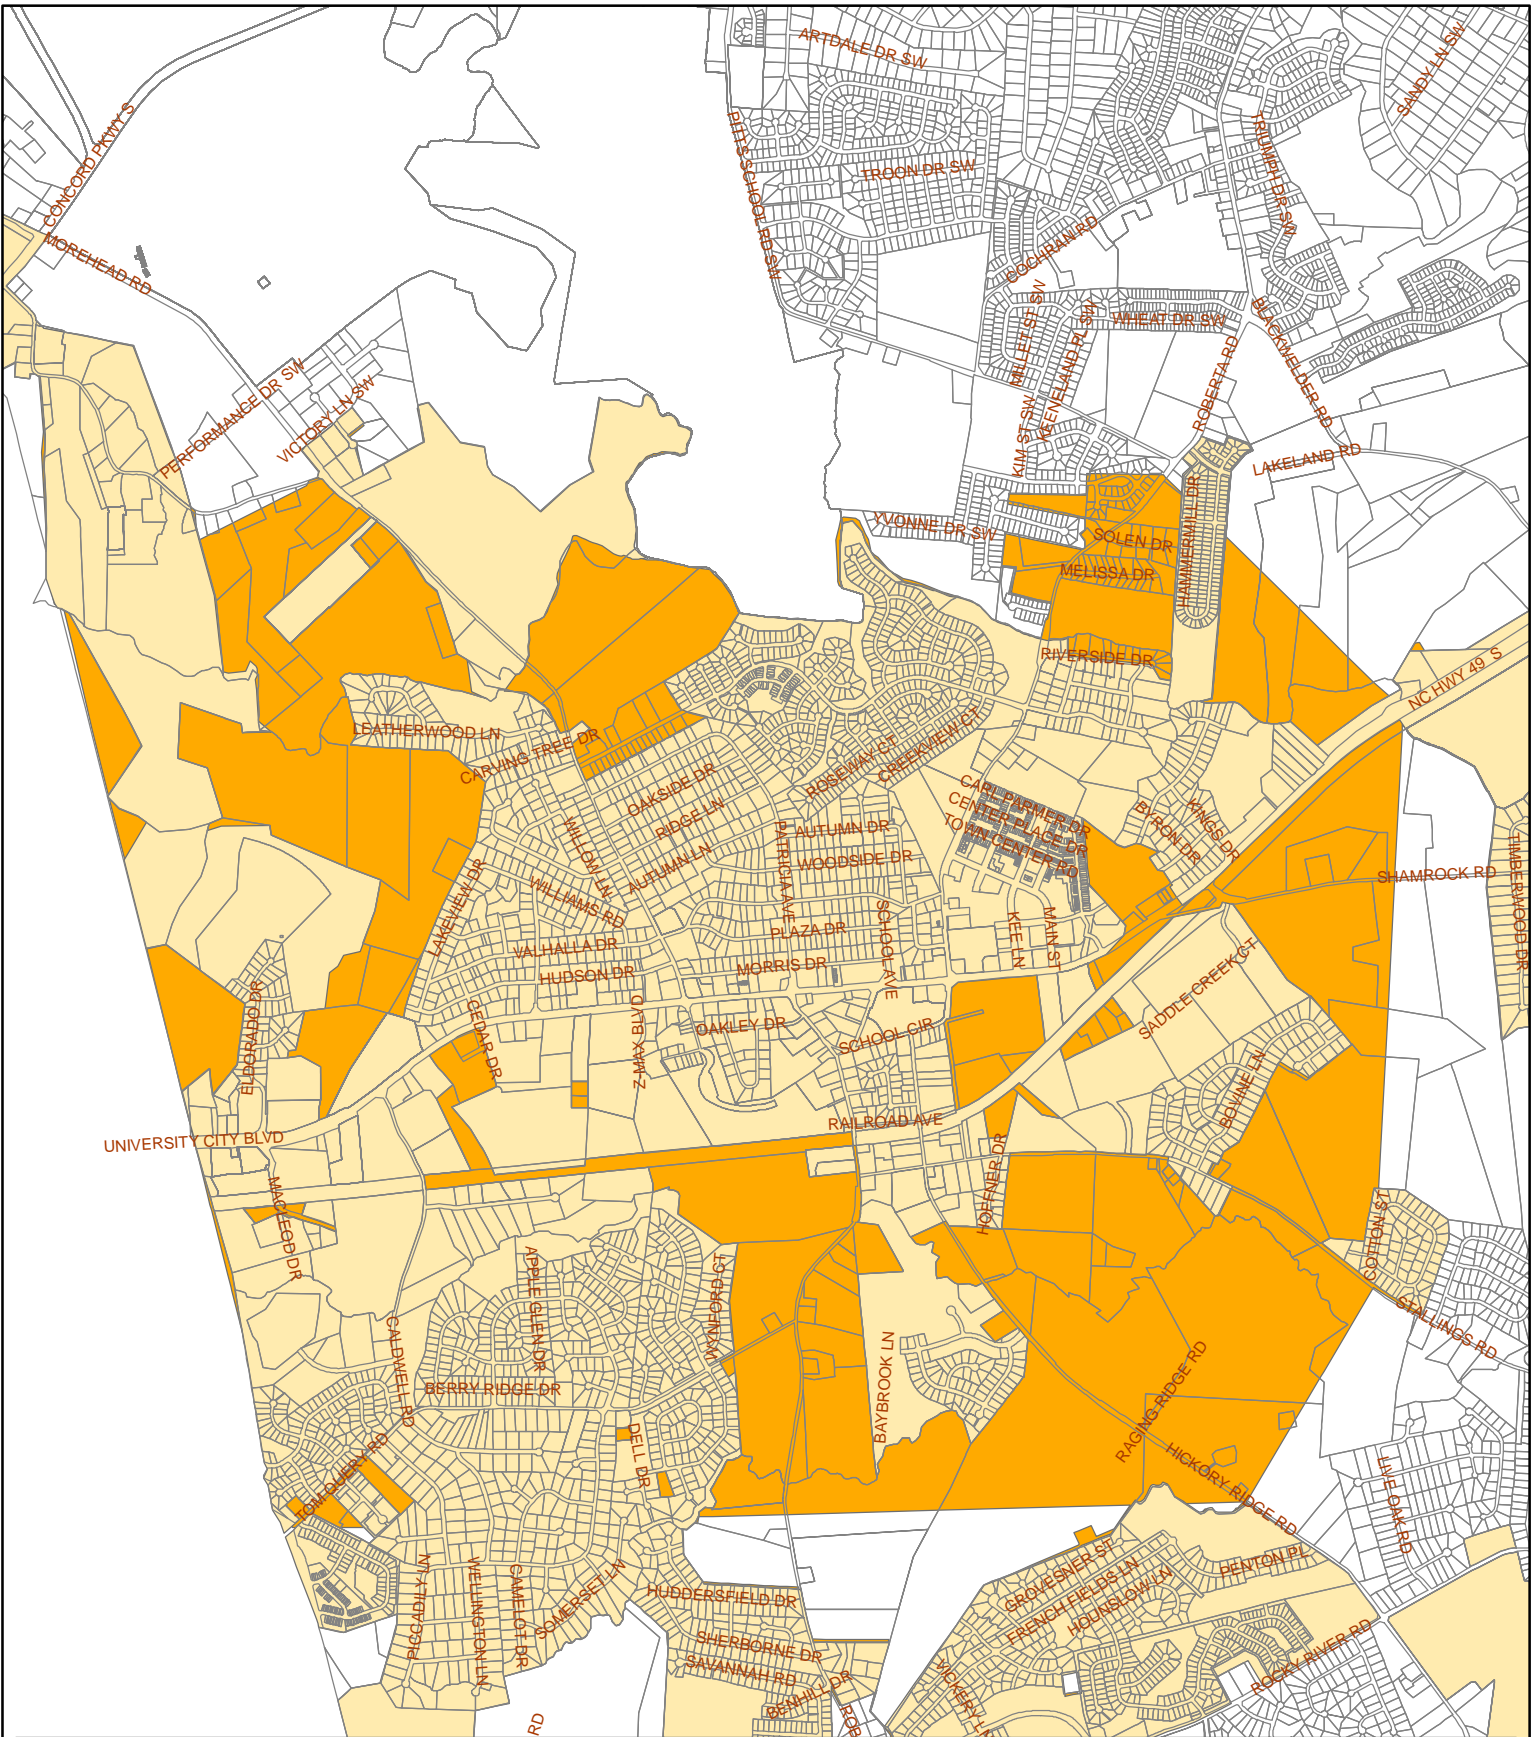 ARTDALE DR SW
SANDY LN SW
CONCORD PKWY S
PITTS SCHOOL RD SW
TRIUMPH DR SW
TROON DR SW
MOREHEAD RD
COCHRAN RD
MILLET ST SW
KEENELAND PL SW
WHEAT DR SW
BLACKWELDER RD
ROBERTA RD
PERFORMANCE DR SW
VICTORY LN SW
KIM ST SW
LAKELAND RD
YVONNE DR SW
SOLEN DR
HAMMERMILL DR
MELISSA DR
RIVERSIDE DR
NC HWY 49 S
LEATHERWOOD LN
CARVING TREE DR
ROSEWAY CT
CREEKVIEW CT
OAKSIDE DR
RIDGE LN
CARL PARMER DR
CENTER PLACE DR
TOWN CENTER RD
BYRON DR
KINGS DR
WILLOW LN
AUTUMN LN
PATRICIA AVE
AUTUMN DR
WOODSIDE DR
SHAMROCK RD
TIMBERWOOD DR
LAKEVIEW DR
WILLIAMS RD
VALHALLA DR
HUDSON DR
PLAZA DR
MORRIS DR
SCHOOL AVE
KEE LN
MAIN ST
SADDLE CREEK CT
ELDORADO DR
CEDAR DR
Z MAX BLVD
OAKLEY DR
SCHOOL CIR
BOVINE LN
UNIVERSITY CITY BLVD
RAILROAD AVE
HOFFNER DR
MACLEOD DR
APPLE GLEN DR
WYNFORD CT
COTTON ST
STALLINGS RD
CALDWELL RD
BERRY RIDGE DR
BAYBROOK LN
RAGING RIDGE RD
HICKORY RIDGE RD
DELL DR
TOM QUERY RD
LIVE OAK RD
PICCADILY LN
WELLINGTON LN
CAMELOT DR
SOMERSET LN
HUDDERSFIELD DR
SHERBORNE DR
SAVANNAH RD
BENHILL DR
GROVESNER ST
FRENCH FIELDS LN
HOUNSLOW LN
PENTON PL
ROCKY RIVER RD
VICKERY LN
ROB
RD